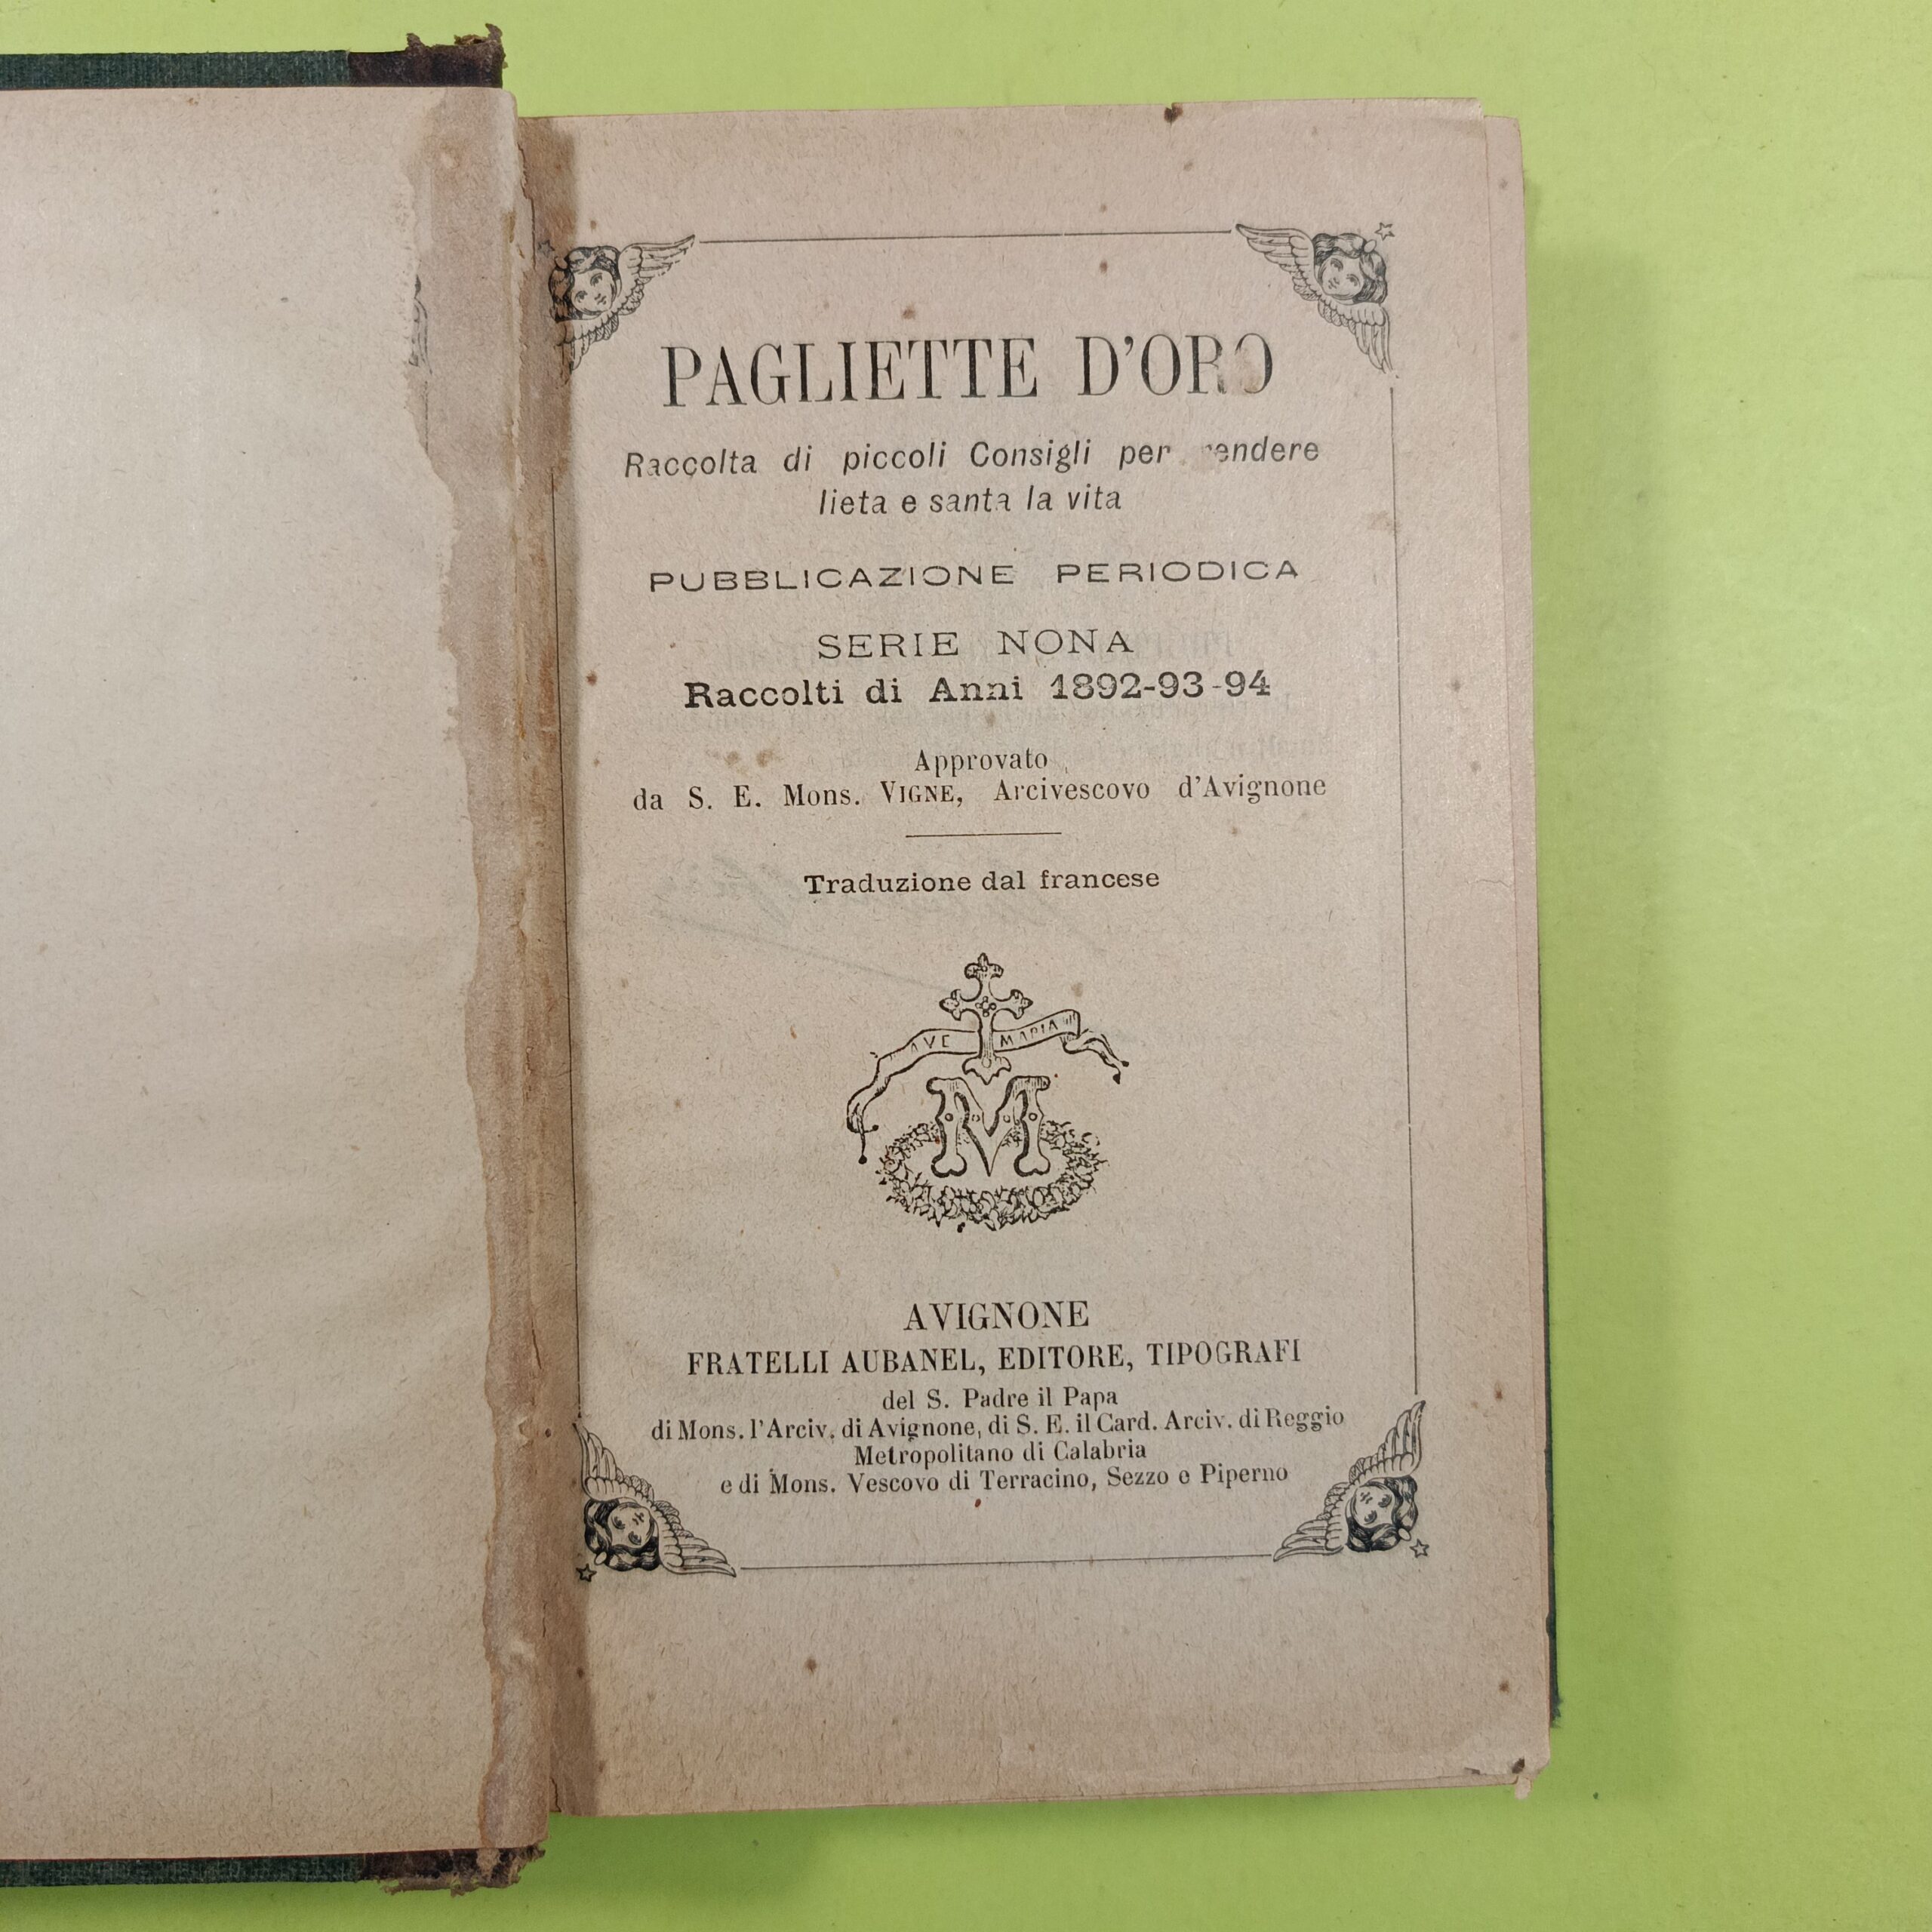 PAGLIETTE D'ORO
Raccolta di piccoli Consigli per rendere
lieta e santa la vita
PUBBLICAZIONE PERIODICA
SERIE NONA
Raccolti di Anni 1892-93-94
Approvato
da S. E. Mons. VIGNE, Arcivescovo d'Avignone
Traduzione dal francese
AVE MARIA
M
AVIGNONE
FRATELLI AUBANEL, EDITORE, TIPOGRAFI
del S. Padre il Papa
di Mons. l'Arciv. di Avignone, di S. E. il Card. Arciv. di Reggio
Metropolitano di Calabria
e di Mons. Vescovo di Terracino, Sezzo e Piperno